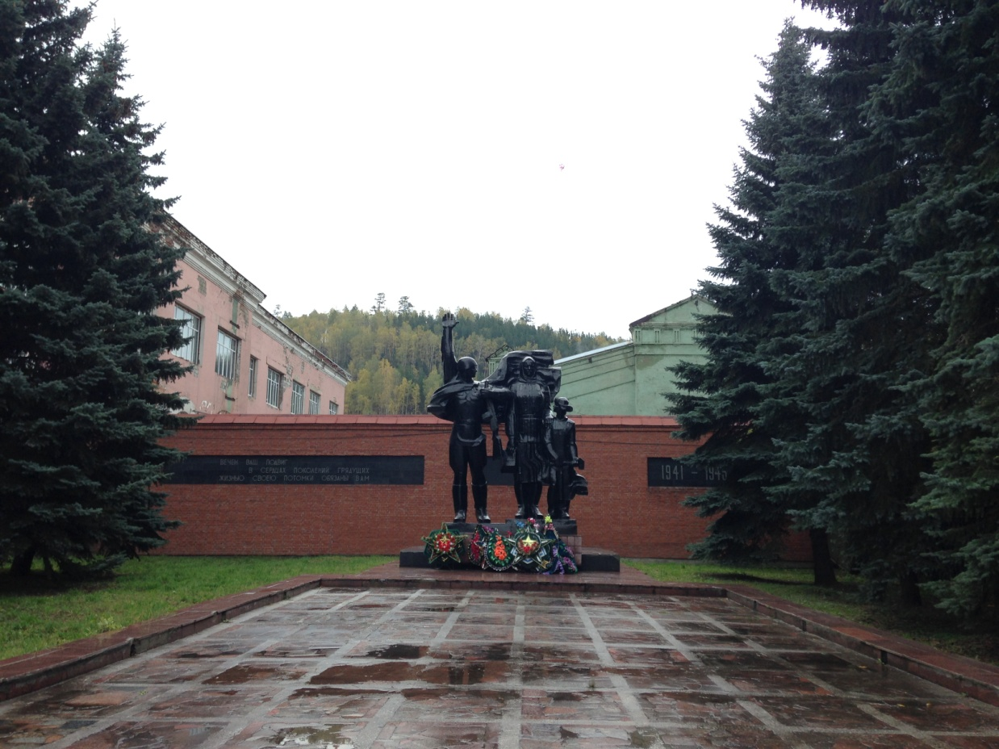 ВЕЧЕН ВАШ ПОДВИГ
В СЕРДЦАХ ПОКОЛЕНИЙ ГРЯДУЩИХ
ЖИЗНЬЮ СВОЕЮ ПОТОМКИ ОБЯЗАНЫ ВАМ
1941 – 1945